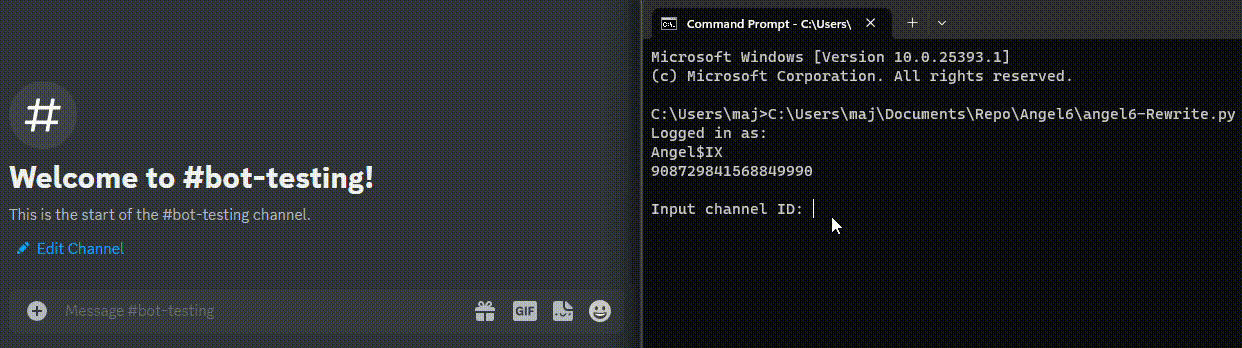 #
Welcome to #bot-testing!
This is the start of the #bot-testing channel.
Edit Channel
Message #bot-testing
GIF
Command Prompt - C:\Users\
Microsoft Windows [Version 10.0.25393.1]
(c) Microsoft Corporation. All rights reserved.
C:\Users\maj>C:\Users\maj\Documents\Repo\Angel6\angel6-Rewrite.py
Logged in as:
Angel$IX
908729841568849990
Input channel ID: